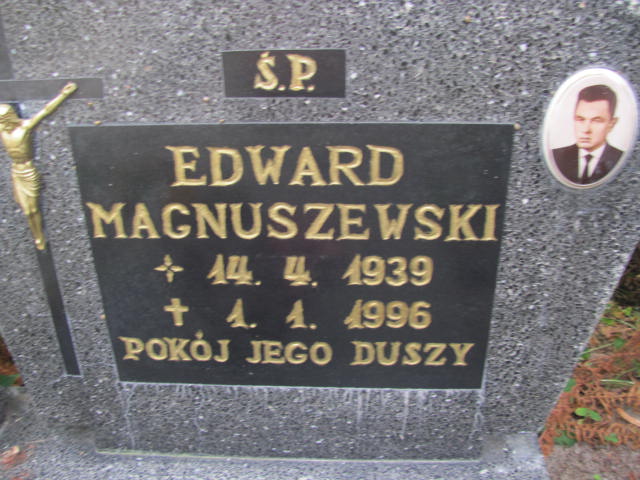 Ś.P.
EDWARD
MAGNUSZEWSKI
14. 4. 1939
✝ 1. 1. 1996
POKÓJ JEGO DUSZY